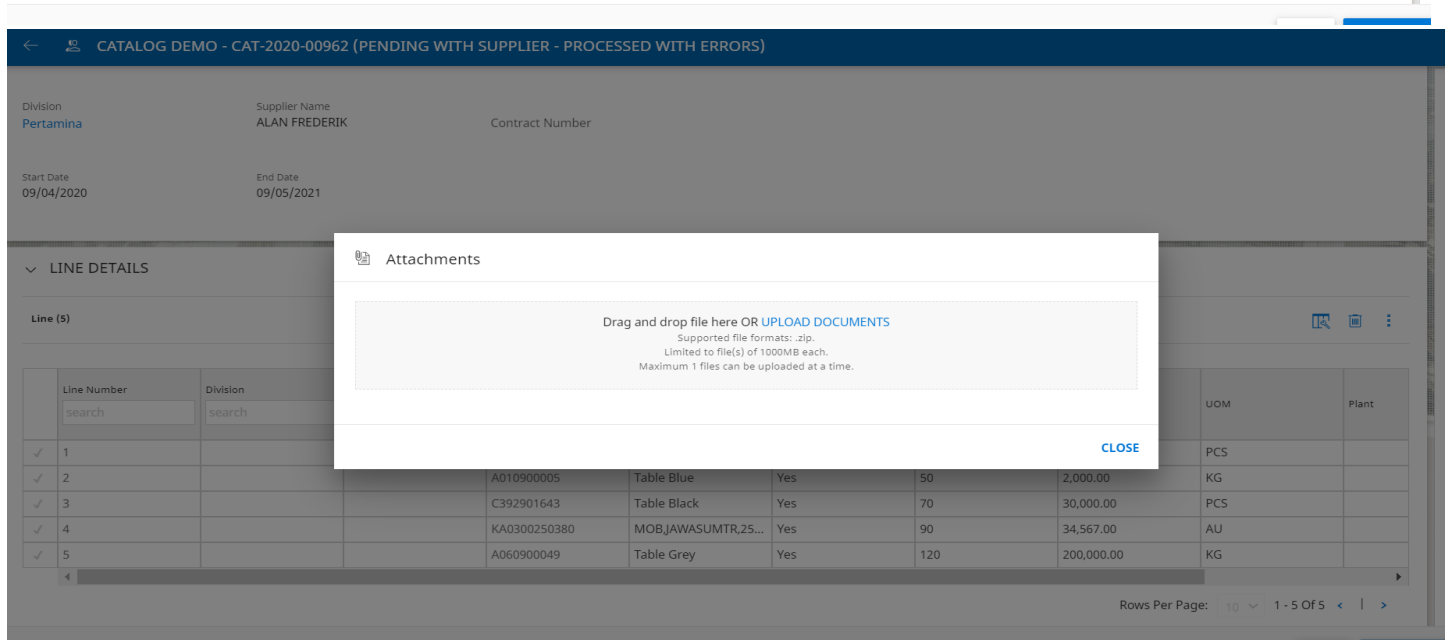 CATALOG DEMO - CAT-2020-00962 (PENDING WITH SUPPLIER - PROCESSED WITH ERRORS)
Division
Pertamina
Supplier Name
ALAN FREDERIK
Contract Number
Start Date
09/04/2020
End Date
09/05/2021
LINE DETAILS
Line (5)
Attachments
Drag and drop file here OR UPLOAD DOCUMENTS
Supported file formats: .zip.
Limited to file(s) of 1000MB each.
Maximum 1 files can be uploaded at a time.
CLOSE
Line Number Division UOM Plant
search search
1 PCS
2 A010900005 Table Blue Yes 50 2,000.00 KG
3 C392901643 Table Black Yes 70 30,000.00 PCS
4 KA0300250380 MOB,JAWASUMTR,25... Yes 90 34,567.00 AU
5 A060900049 Table Grey Yes 120 200,000.00 KG
Rows Per Page: 10 1 - 5 Of 5